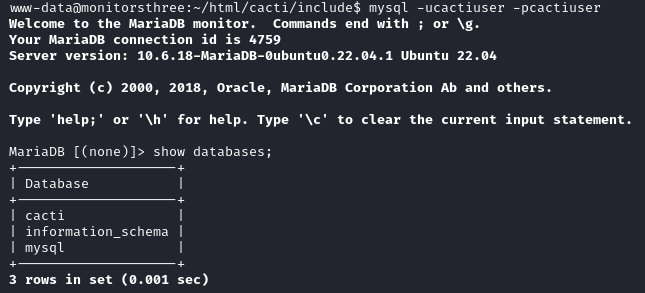 www-data@monitorsthree:~/html/cacti/include$ mysql -ucactiuser -pcactiuser
Welcome to the MariaDB monitor.  Commands end with ; or \g.
Your MariaDB connection id is 4759
Server version: 10.6.18-MariaDB-0ubuntu0.22.04.1 Ubuntu 22.04

Copyright (c) 2000, 2018, Oracle, MariaDB Corporation Ab and others.

Type 'help;' or '\h' for help. Type '\c' to clear the current input statement.

MariaDB [(none)]> show databases;
+--------------------+
| Database           |
+--------------------+
| cacti              |
| information_schema |
| mysql              |
+--------------------+
3 rows in set (0.001 sec)